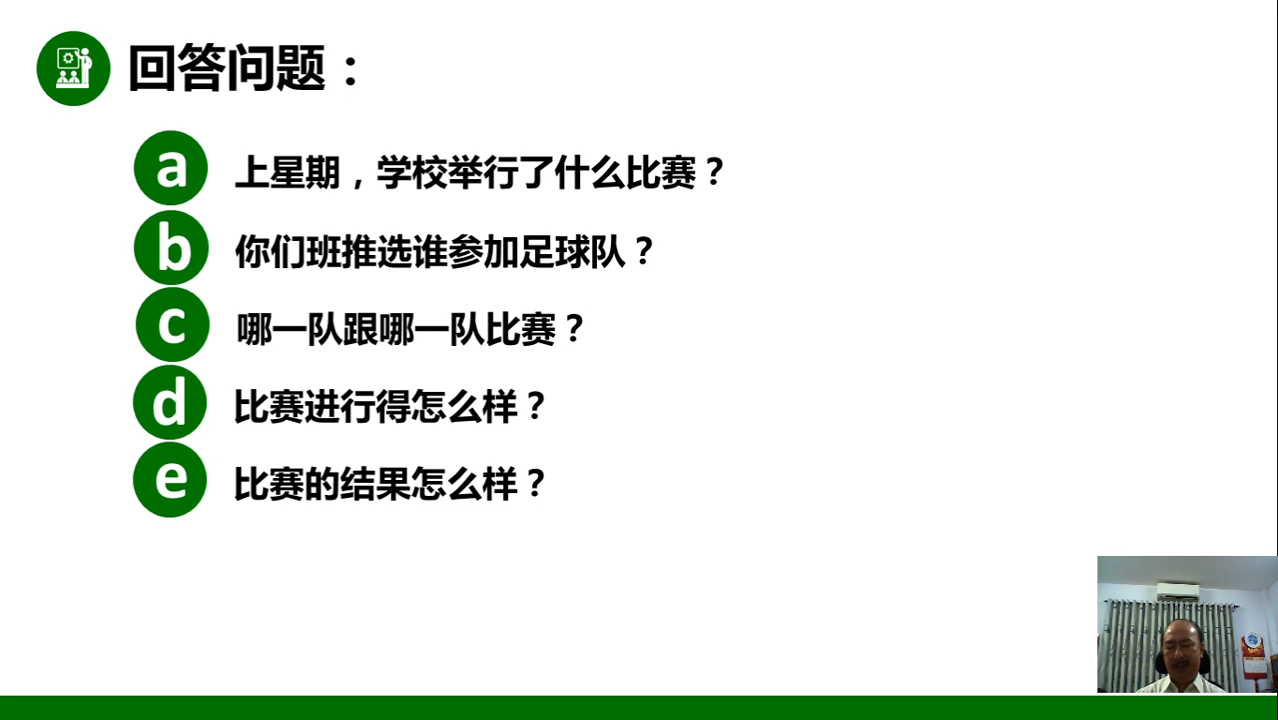 回答问题：
a 上星期，学校举行了什么比赛？
b 你们班推选谁参加足球队？
c 哪一队跟哪一队比赛？
d 比赛进行得怎么样？
e 比赛的结果怎么样？